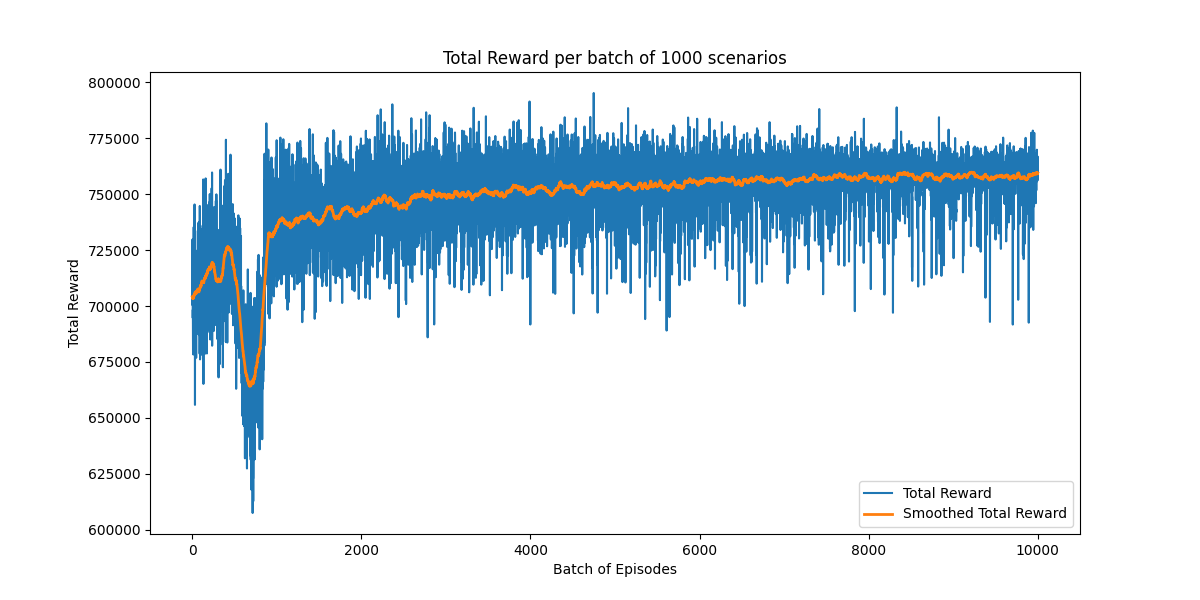 Total Reward per batch of 1000 scenarios
800000
775000
750000
725000
700000
675000
650000
625000
600000
Total Reward
Total Reward
Smoothed Total Reward
0 2000 4000 6000 8000 10000
Batch of Episodes